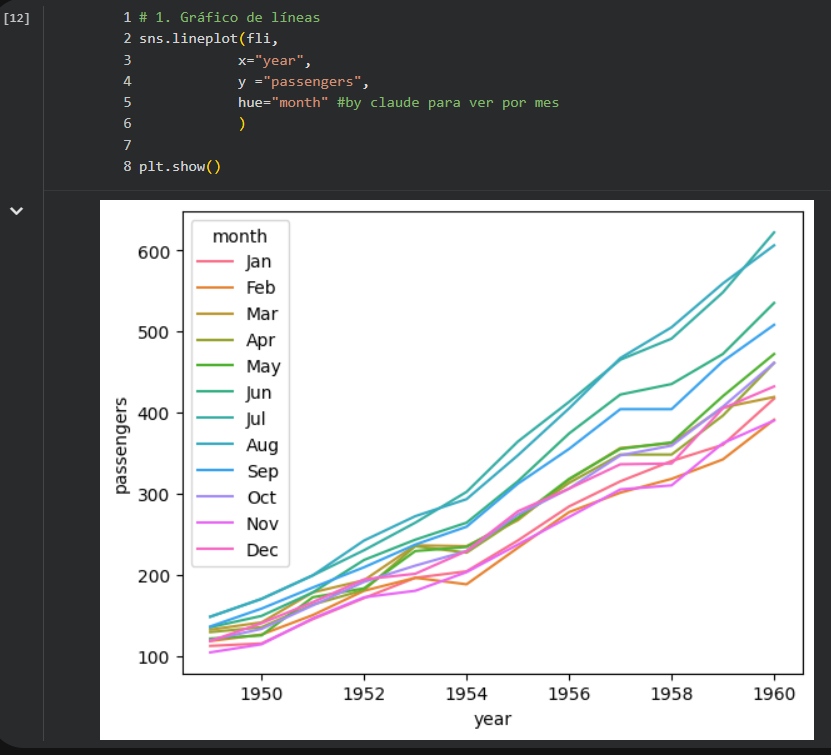 [12]
1 # 1. Gráfico de líneas
2 sns.lineplot(fli,
3 x="year",
4 y ="passengers",
5 hue="month" #by claude para ver por mes
6 )
7
8 plt.show()
month
Jan
Feb
Mar
Apr
May
Jun
Jul
Aug
Sep
Oct
Nov
Dec
600
500
400
300
200
100
passengers
1950 1952 1954 1956 1958 1960
year